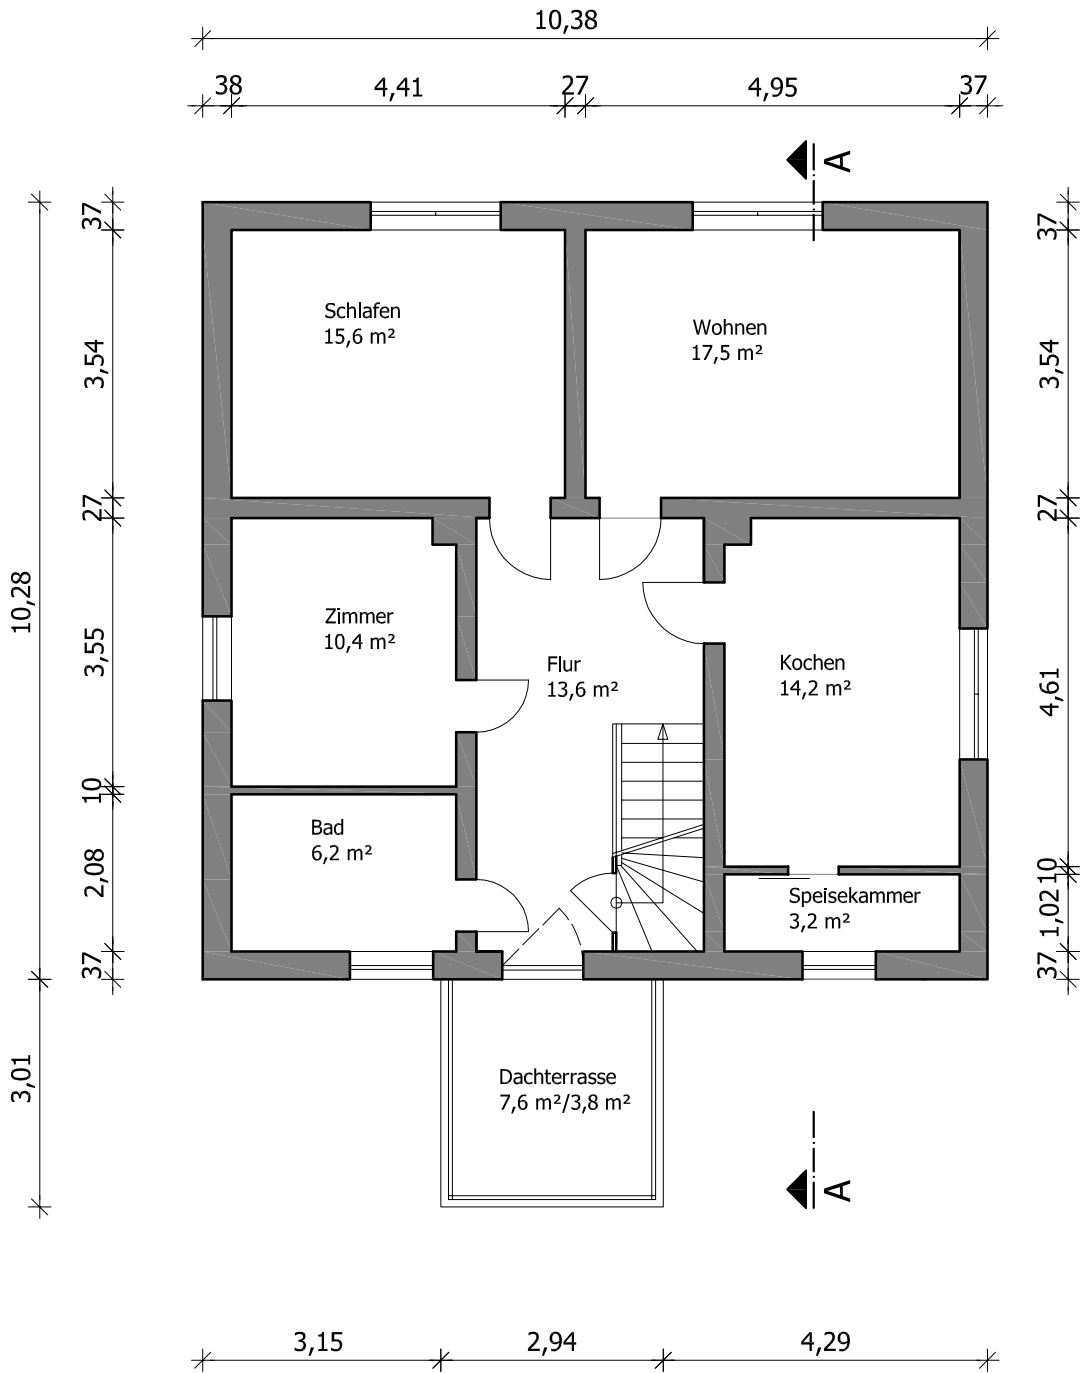 10,38
38
4,41
27
4,95
37
A
37
3,54
27
3,55
10
2,08
37
10,28
3,01
37
3,54
27
4,61
10
1,02
37
Schlafen
15,6 m²
Wohnen
17,5 m²
Zimmer
10,4 m²
Flur
13,6 m²
Kochen
14,2 m²
Bad
6,2 m²
Speisekammer
3,2 m²
Dachterrasse
7,6 m²/3,8 m²
A
3,15
2,94
4,29